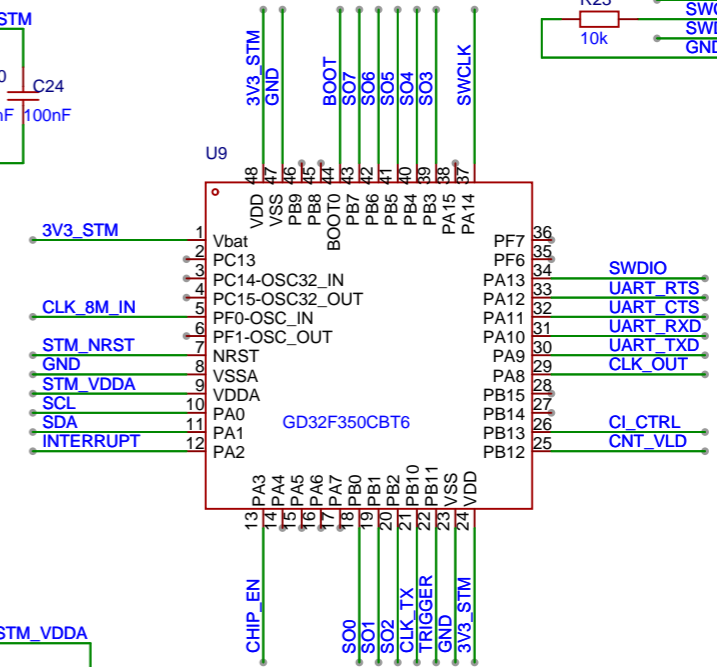 STM
C24
100nF
R23
10k
SWD
GND
U9
3V3_STM
GND
BOOT
SO7
SO6
SO5
SO4
SO3
SWCLK
48
47
46
45
44
43
42
41
40
39
38
37
VDD
VSS
PB9
PB8
BOOT0
PB7
PB6
PB5
PB4
PB3
PA15
PA14
3V3_STM 1 Vbat
2 PC13
3 PC14-OSC32_IN
4 PC15-OSC32_OUT
CLK_8M_IN 5 PF0-OSC_IN
6 PF1-OSC_OUT
STM_NRST 7 NRST
GND 8 VSSA
STM_VDDA 9 VDDA
SCL 10 PA0
SDA 11 PA1
INTERRUPT 12 PA2
PF7 36
PF6 35
PA13 34 SWDIO
PA12 33 UART_RTS
PA11 32 UART_CTS
PA10 31 UART_RXD
PA9 30 UART_TXD
PA8 29 CLK_OUT
PB15 28
PB14 27
PB13 26 CI_CTRL
PB12 25 CNT_VLD
GD32F350CBT6
PA3
PA4
PA5
PA6
PA7
PB0
PB1
PB2
PB10
PB11
VSS
VDD
13
14
15
16
17
18
19
20
21
22
23
24
CHIP_EN
SO0
SO1
SO2
CLK_TX
TRIGGER
GND
3V3_STM
STM_VDDA